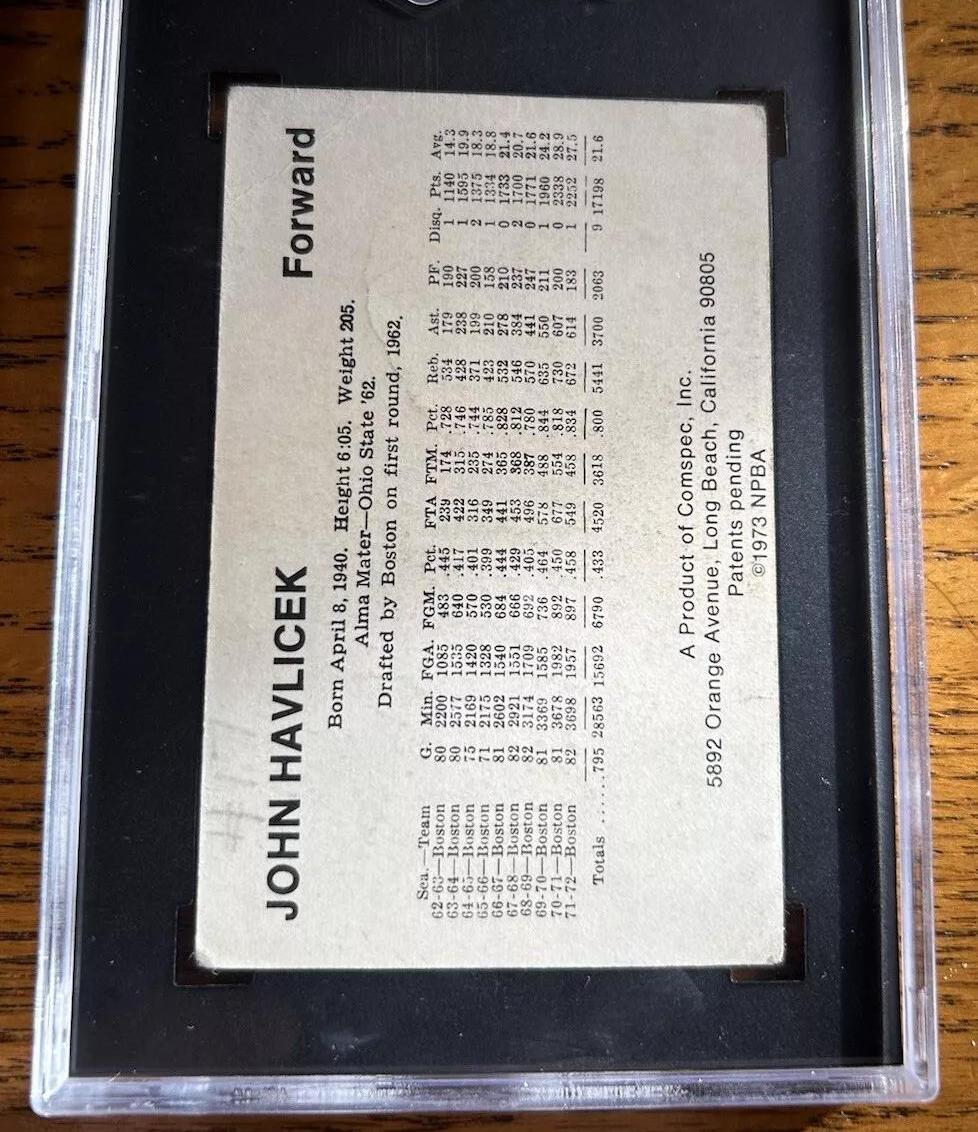 JOHN HAVLICEK Forward
Born April 8, 1940. Height 6:05. Weight 205.
Alma Mater—Ohio State '62.
Drafted by Boston on first round, 1962.
Sea.—Team G. Min. FGA. FGM. Pct. FTA FTM. Pct. Reb. Ast. PF. Disq. Pts. Avg.
62-63—Boston 80 2200 1085 483 .445 239 174 .728 534 179 190 1 1140 14.3
63-64—Boston 80 2577 1535 640 .417 422 315 .746 428 238 227 1 1595 19.9
64-65—Boston 75 2169 1420 570 .401 316 235 .744 371 199 200 2 1375 18.3
65-66—Boston 71 2175 1328 530 .399 349 274 .785 423 210 158 1 1334 18.8
66-67—Boston 81 2602 1540 684 .444 441 365 .828 532 278 210 0 1733 21.4
67-68—Boston 82 2921 1551 666 .429 453 368 .812 546 384 237 2 1700 20.7
68-69—Boston 82 3174 1709 692 .405 496 387 .780 570 441 247 0 1771 21.6
69-70—Boston 81 3369 1585 736 .464 578 488 .844 635 550 211 1 1960 24.2
70-71—Boston 81 3678 1982 892 .450 677 554 .818 730 607 200 0 2338 28.9
71-72—Boston 82 3698 1957 897 .458 549 458 .834 672 614 183 1 2252 27.5
Totals ......795 28563 15692 6790 .433 4520 3618 .800 5441 3700 2063 9 17198 21.6
A Product of Comspec, Inc.
5892 Orange Avenue, Long Beach, California 90805
Patents pending
©1973 NPBA